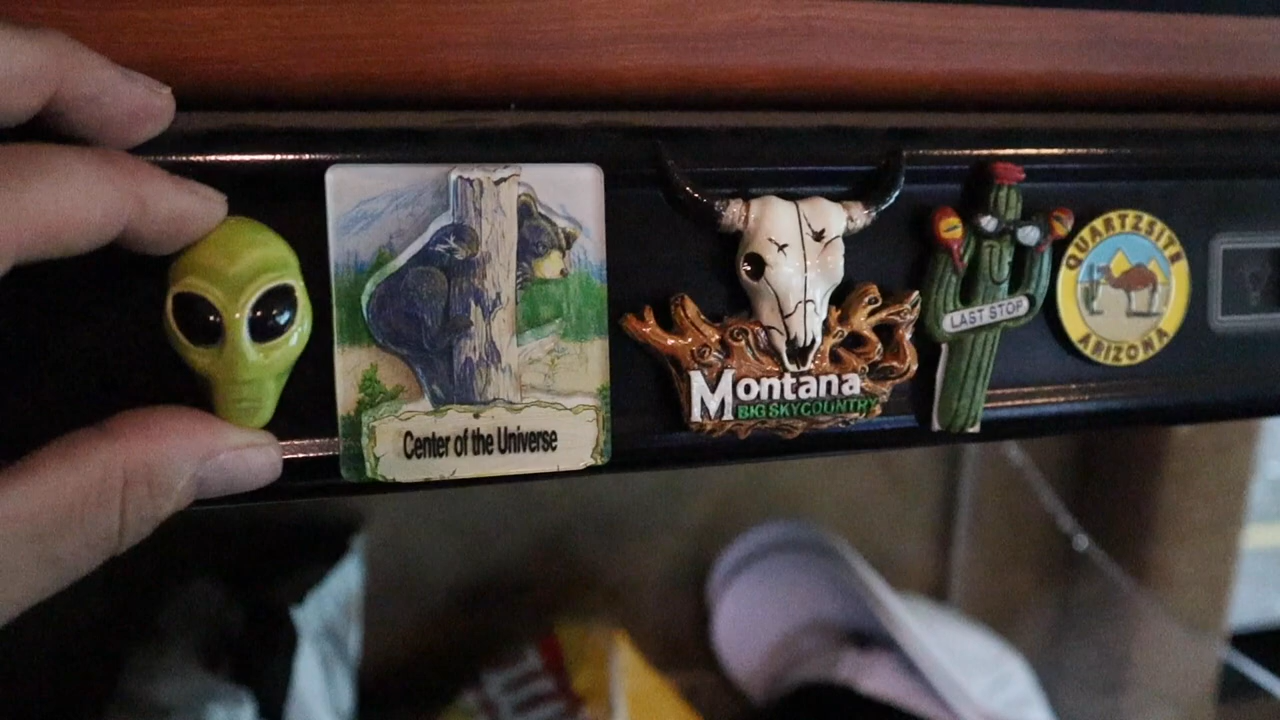 Center of the Universe
Montana
BIG SKY COUNTRY
LAST STOP
QUARTZSITE
ARIZONA